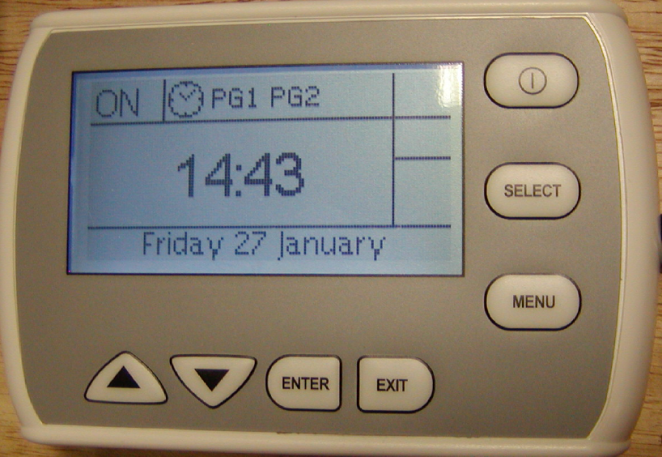 ON PG1 PG2
14:43
Friday 27 January
SELECT
MENU
ENTER EXIT